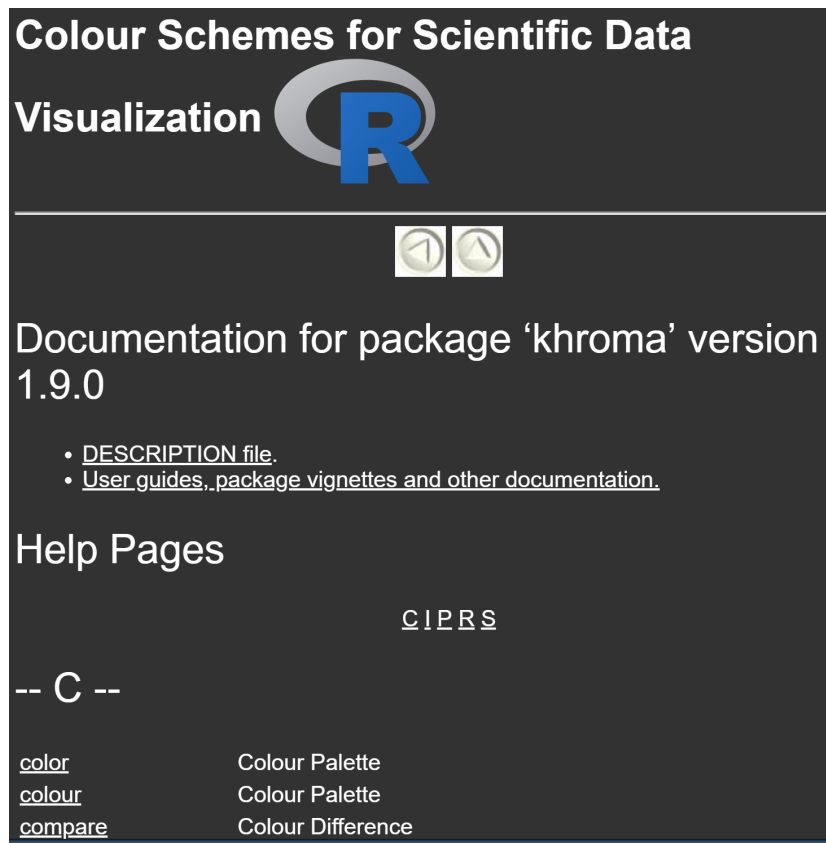 Colour Schemes for Scientific Data
Visualization R
Documentation for package ‘khroma’ version
1.9.0
• DESCRIPTION file.
• User guides, package vignettes and other documentation.
Help Pages
C I P R S
-- C --
color Colour Palette
colour Colour Palette
compare Colour Difference